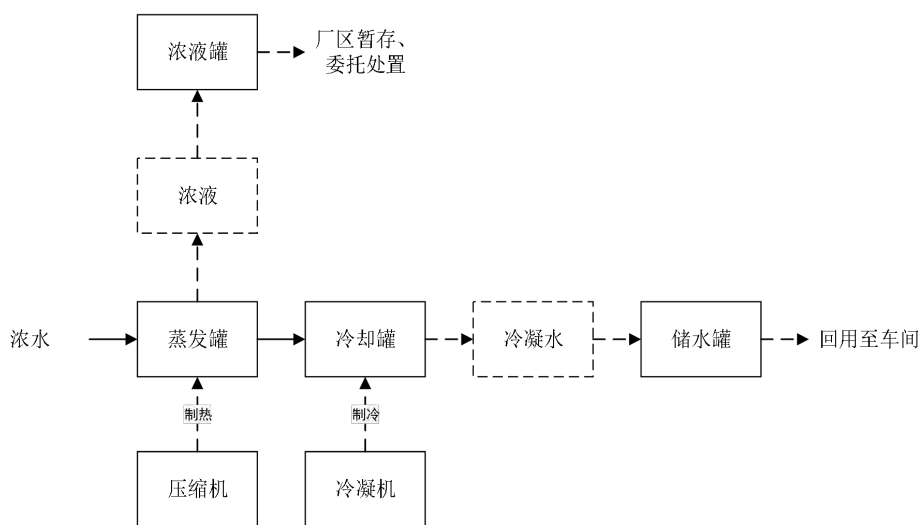 浓液罐
厂区暂存、
委托处置
浓液
浓水
蒸发罐
冷却罐
冷凝水
储水罐
回用至车间
制热
制冷
压缩机
冷凝机